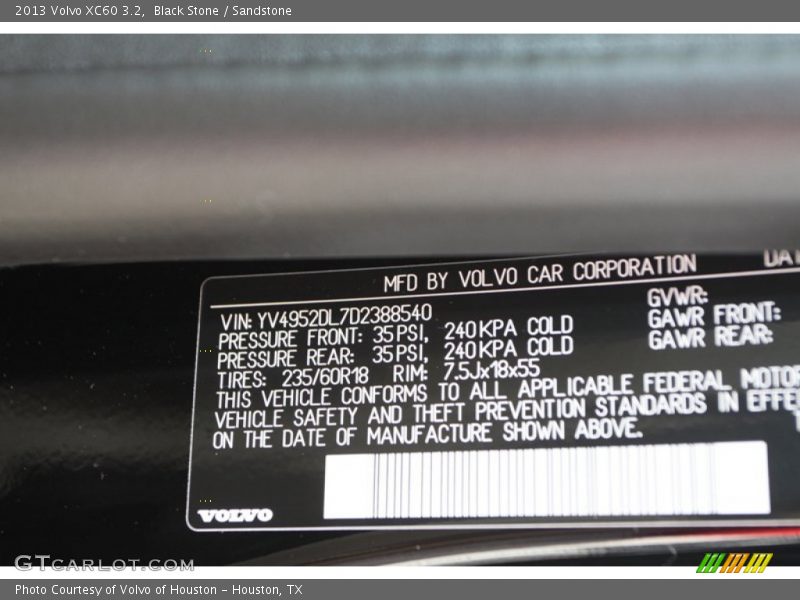 2013 Volvo XC60 3.2,  Black Stone / Sandstone
MFD BY VOLVO CAR CORPORATION
VIN: YV4952DL7D2388540
PRESSURE FRONT: 35PSI, 240KPA COLD
PRESSURE REAR: 35PSI, 240KPA COLD
TIRES: 235/60R18 RIM: 7.5Jx18x55
GVWR:
GAWR FRONT:
GAWR REAR:
THIS VEHICLE CONFORMS TO ALL APPLICABLE FEDERAL MOTOR
VEHICLE SAFETY AND THEFT PREVENTION STANDARDS IN EFFE
ON THE DATE OF MANUFACTURE SHOWN ABOVE.
VOLVO
GTCARLOT.COM
Photo Courtesy of Volvo of Houston - Houston, TX